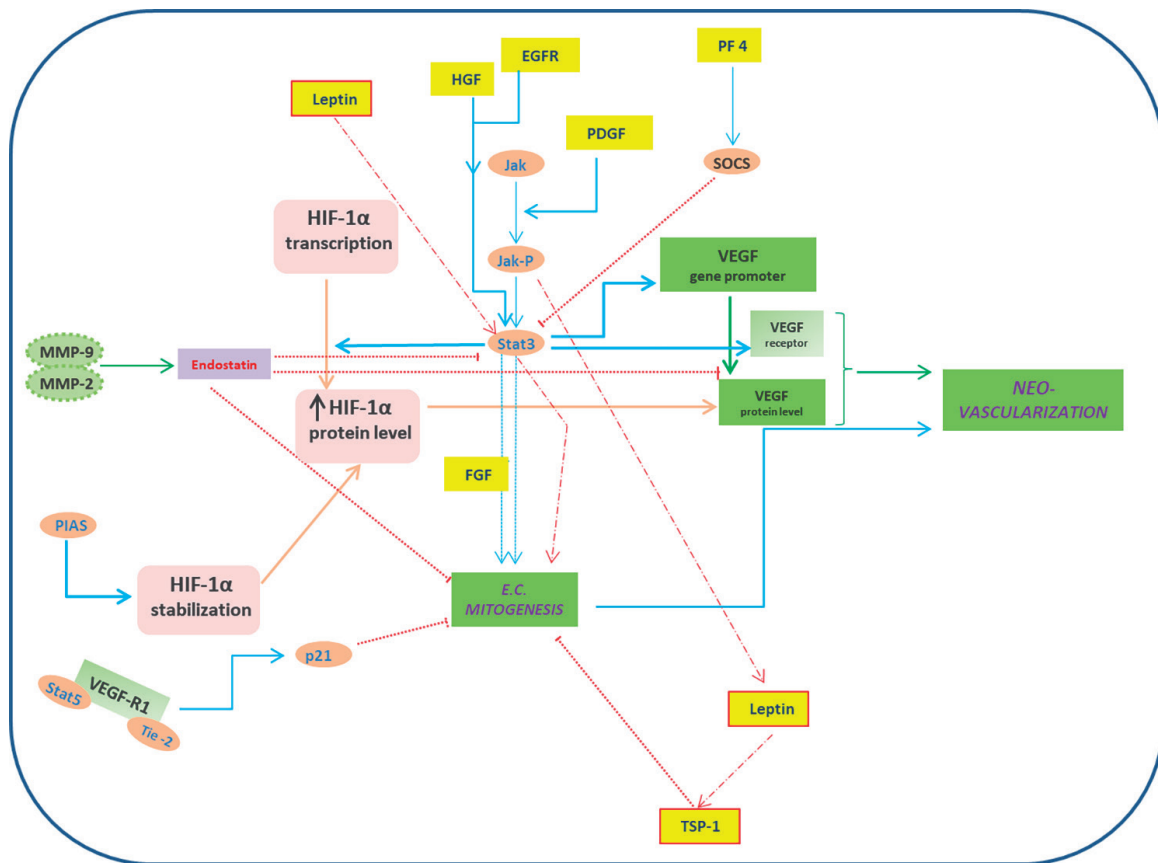 PF 4
EGFR
HGF
Leptin
PDGF
Jak
SOCS
HIF-1α
transcription
Jak-P
VEGF
gene promoter
VEGF
receptor
Stat3
MMP-9
MMP-2
Endostatin
HIF-1α
protein level
VEGF
protein level
NEO-
VASCULARIZATION
FGF
PIAS
HIF-1α
stabilization
E.C.
MITOGENESIS
p21
Stat5
VEGF-R1
Tie -2
Leptin
TSP-1